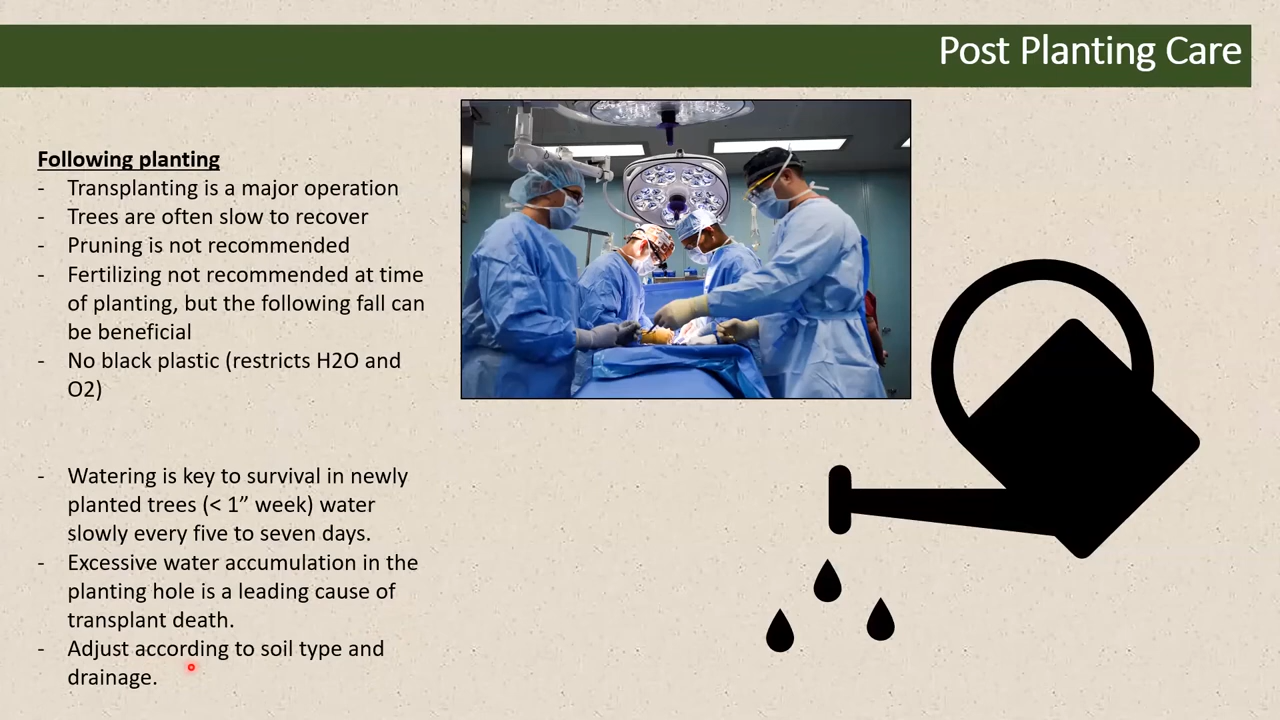 Post Planting Care
Following planting
- Transplanting is a major operation
- Trees are often slow to recover
- Pruning is not recommended
- Fertilizing not recommended at time
of planting, but the following fall can
be beneficial
- No black plastic (restricts H2O and
O2)
- Watering is key to survival in newly
planted trees (< 1” week) water
slowly every five to seven days.
- Excessive water accumulation in the
planting hole is a leading cause of
transplant death.
- Adjust according to soil type and
drainage.